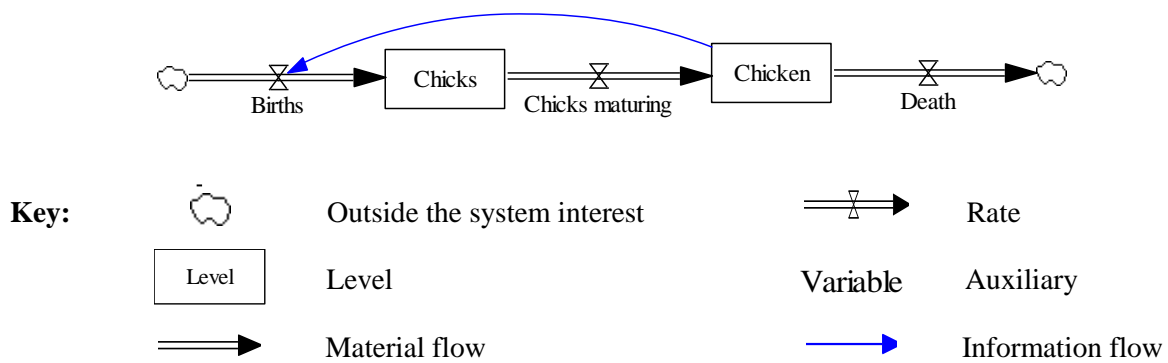 Chicks
Chicken
Births
Chicks maturing
Death
Key:
Outside the system interest
Rate
Level
Level
Variable
Auxiliary
Material flow
Information flow